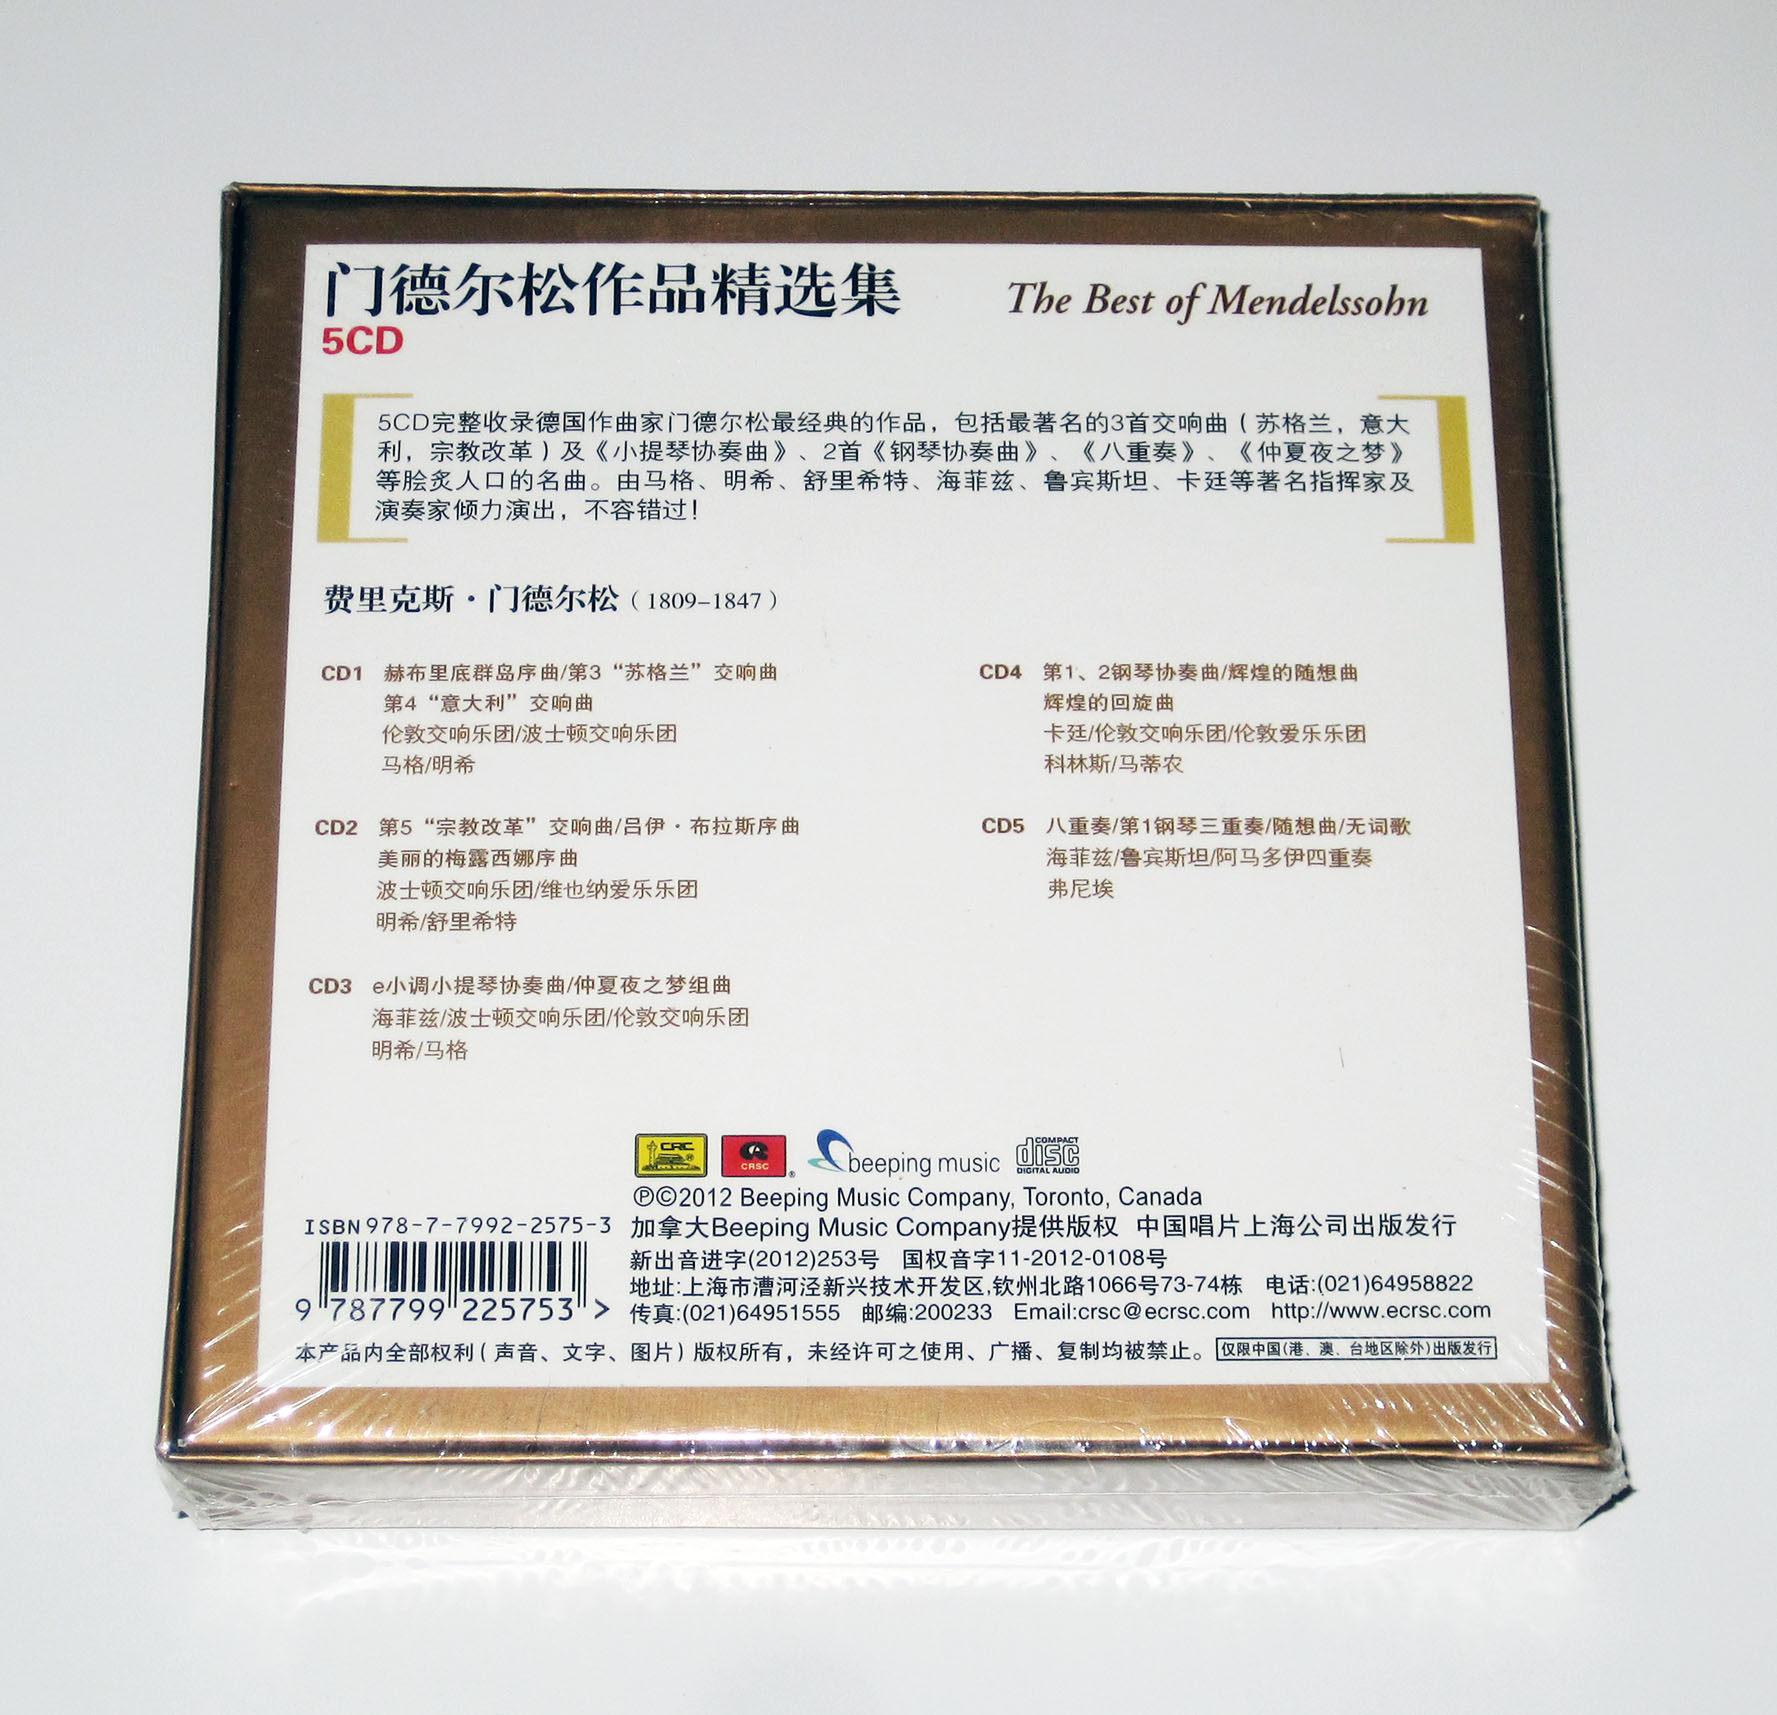 门德尔松作品精选集
The Best of Mendelssohn
5CD
5CD完整收录德国作曲家门德尔松最经典的作品，包括最著名的3首交响曲（苏格兰，意大
利，宗教改革）及《小提琴协奏曲》、2首《钢琴协奏曲》、《八重奏》、《仲夏夜之梦》
等脍炙人口的名曲。由马格、明希、舒里希特、海菲兹、鲁宾斯坦、卡廷等著名指挥家及
演奏家倾力演出，不容错过！
费里克斯·门德尔松（1809–1847）
CD1 赫布里底群岛序曲/第3“苏格兰”交响曲
第4“意大利”交响曲
伦敦交响乐团/波士顿交响乐团
马格/明希
CD2 第5“宗教改革”交响曲/吕伊·布拉斯序曲
美丽的梅露西娜序曲
波士顿交响乐团/维也纳爱乐乐团
明希/舒里希特
CD3 e小调小提琴协奏曲/仲夏夜之梦组曲
海菲兹/波士顿交响乐团/伦敦交响乐团
明希/马格
CD4 第1、2钢琴协奏曲/辉煌的随想曲
辉煌的回旋曲
卡廷/伦敦交响乐团/伦敦爱乐乐团
科林斯/马蒂农
CD5 八重奏/第1钢琴三重奏/随想曲/无词歌
海菲兹/鲁宾斯坦/阿马多伊四重奏
弗尼埃
CRC ®
CRSC ®
beeping music
COMPACT
disc
DIGITAL AUDIO
℗©2012 Beeping Music Company, Toronto, Canada
ISBN 978-7-7992-2575-3
9 787799 225753 >
加拿大Beeping Music Company提供版权 中国唱片上海公司出版发行
新出音进字(2012)253号 国权音字11-2012-0108号
地址:上海市漕河泾新兴技术开发区,钦州北路1066号73-74栋 电话:(021)64958822
传真:(021)64951555 邮编:200233 Email:crsc@ecrsc.com http://www.ecrsc.com
本产品内全部权利（声音、文字、图片）版权所有，未经许可之使用、广播、复制均被禁止。
仅限中国(港、澳、台地区除外)出版发行